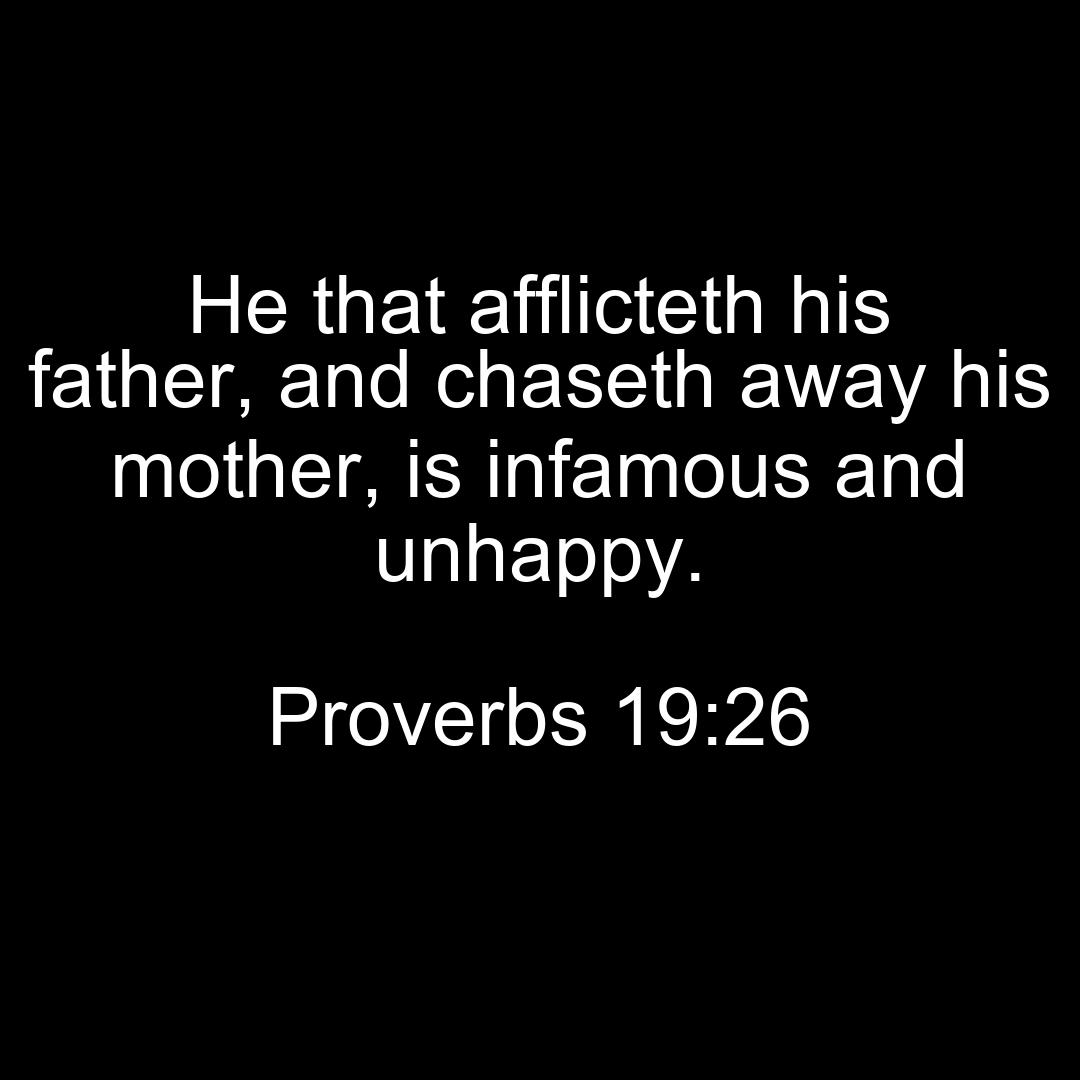 He that afflicteth his
father, and chaseth away his
mother, is infamous and
unhappy.
Proverbs 19:26